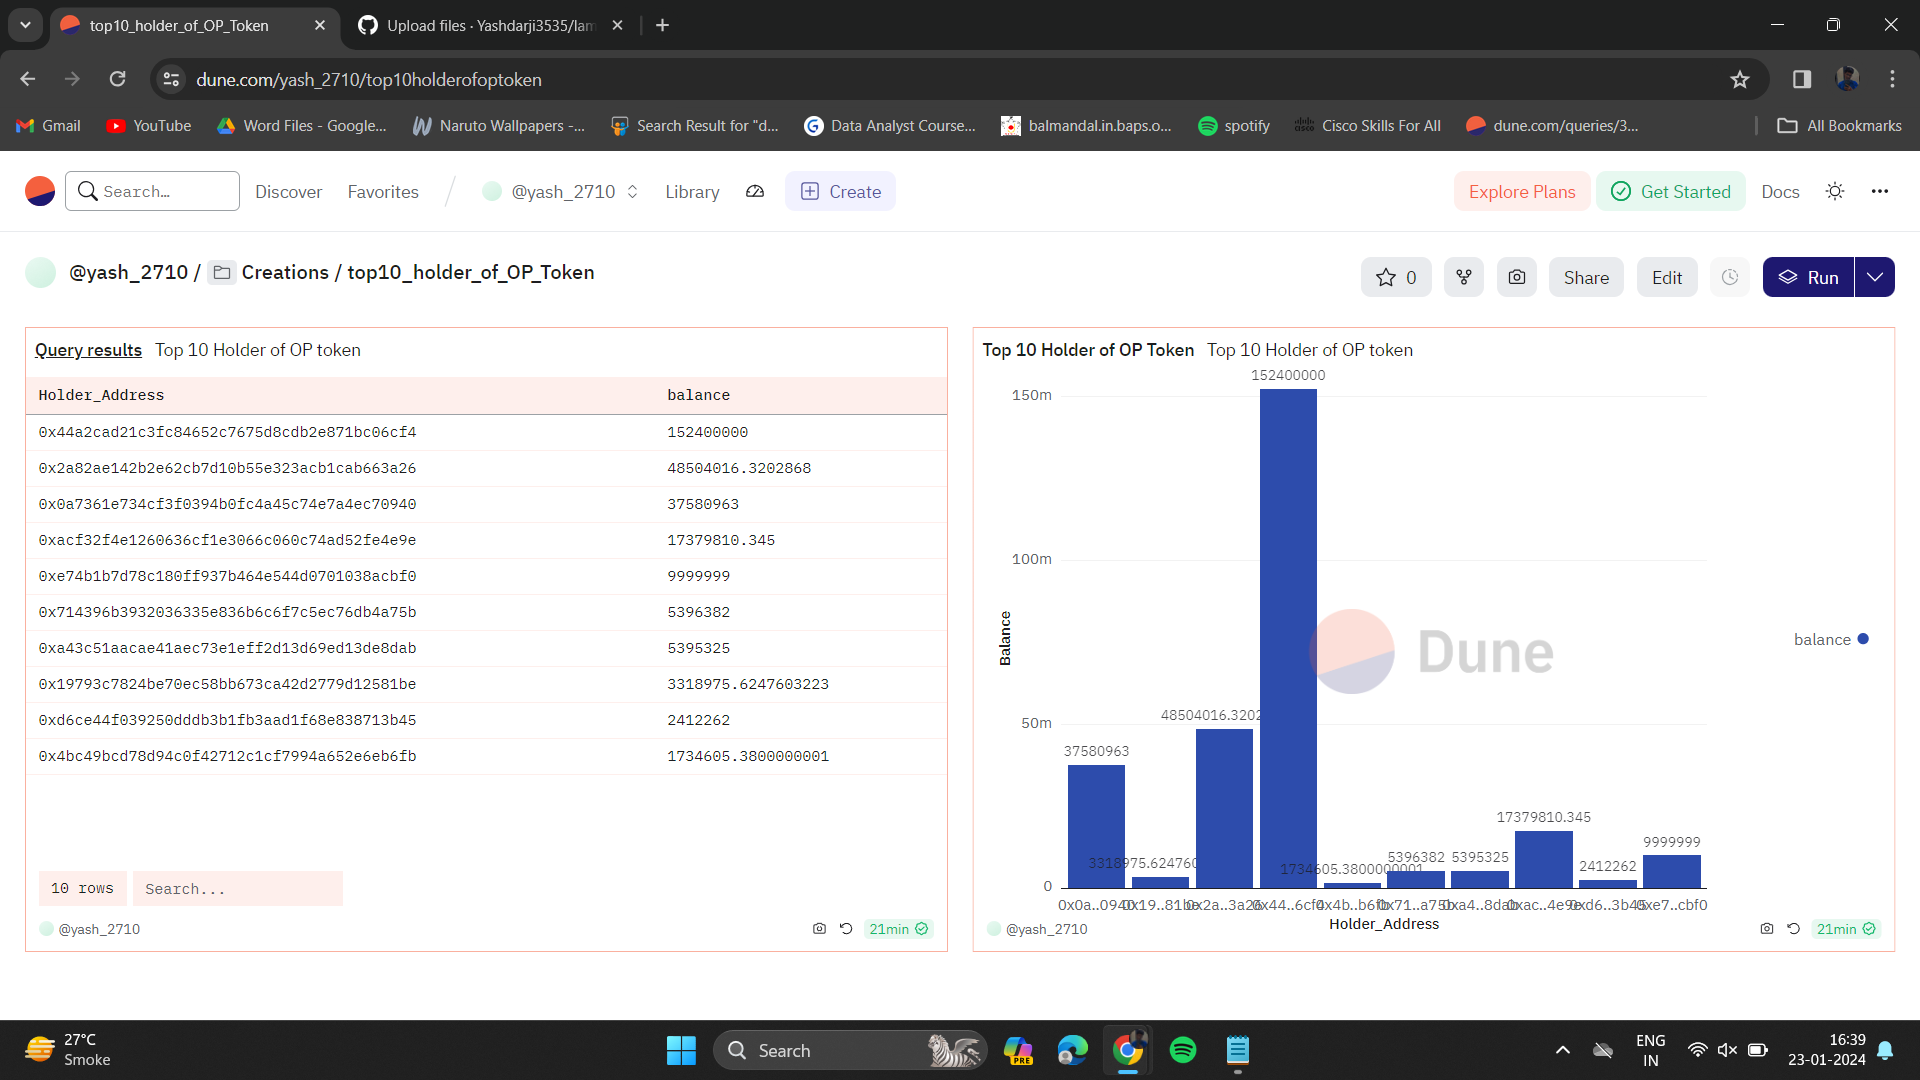 top10_holder_of_OP_Token
Upload files · Yashdarji3535/lan
dune.com/yash_2710/top10holderofoptoken
Gmail
YouTube
Word Files - Google...
Naruto Wallpapers -...
Search Result for "d...
Data Analyst Course...
balmandal.in.baps.o...
spotify
Cisco Skills For All
dune.com/queries/3...
All Bookmarks
Search...
Discover
Favorites
@yash_2710
Library
Create
Explore Plans
Get Started
Docs
@yash_2710 / Creations / top10_holder_of_OP_Token
0
Share
Edit
Run
Query results Top 10 Holder of OP token
Holder_Address balance
0x44a2cad21c3fc84652c7675d8cdb2e871bc06cf4 152400000
0x2a82ae142b2e62cb7d10b55e323acb1cab663a26 48504016.3202868
0x0a7361e734cf3f0394b0fc4a45c74e7a4ec70940 37580963
0xacf32f4e1260636cf1e3066c060c74ad52fe4e9e 17379810.345
0xe74b1b7d78c180ff937b464e544d0701038acbf0 9999999
0x714396b3932036335e836b6c6f7c5ec76db4a75b 5396382
0xa43c51aacae41aec73e1eff2d13d69ed13de8dab 5395325
0x19793c7824be70ec58bb673ca42d2779d12581be 3318975.6247603223
0xd6ce44f039250dddb3b1fb3aad1f68e838713b45 2412262
0x4bc49bcd78d94c0f42712c1cf7994a652e6eb6fb 1734605.3800000001
10 rows
Search...
@yash_2710
21min
Top 10 Holder of OP Token Top 10 Holder of OP token
152400000
150m
100m
50m
0
Balance
Dune
balance
48504016.3202
37580963
3318975.624760
1734605.3800000001
5396382
5395325
17379810.345
2412262
9999999
0x0a..0940
0x19..81be
0x2a..3a26
0x44..6cf4
0x4b..b6fb
0x71..a75b
0xa4..8dab
0xac..4e9e
0xd6..3b45
0xe7..cbf0
Holder_Address
@yash_2710
21min
27°C
Smoke
Search
PRE
ENG
IN
16:39
23-01-2024